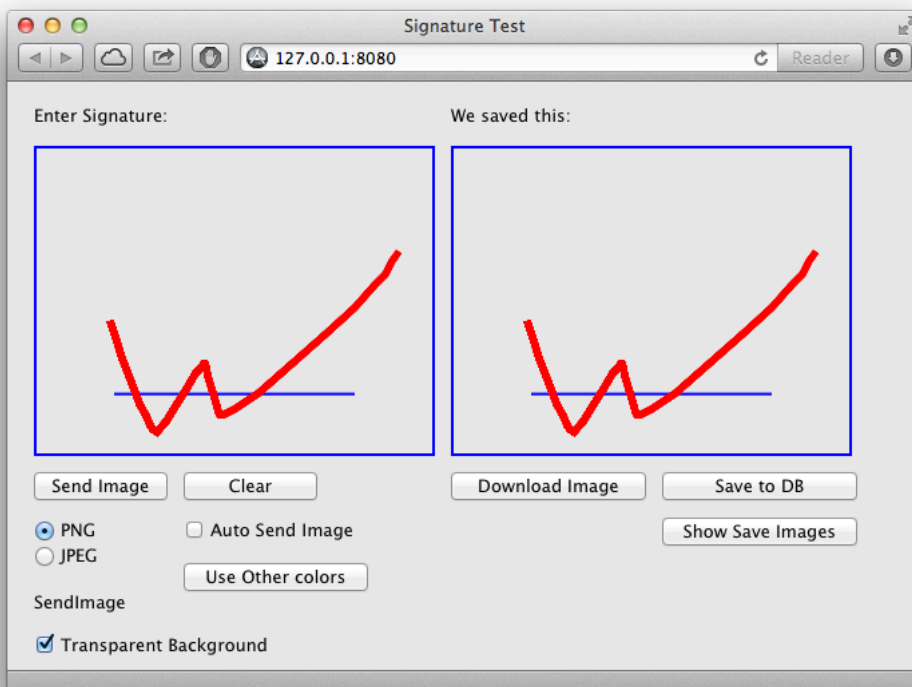 Signature Test
127.0.0.1:8080
Reader
Enter Signature:
We saved this:
Send Image
Clear
Download Image
Save to DB
PNG
Auto Send Image
Show Save Images
JPEG
Use Other colors
SendImage
Transparent Background